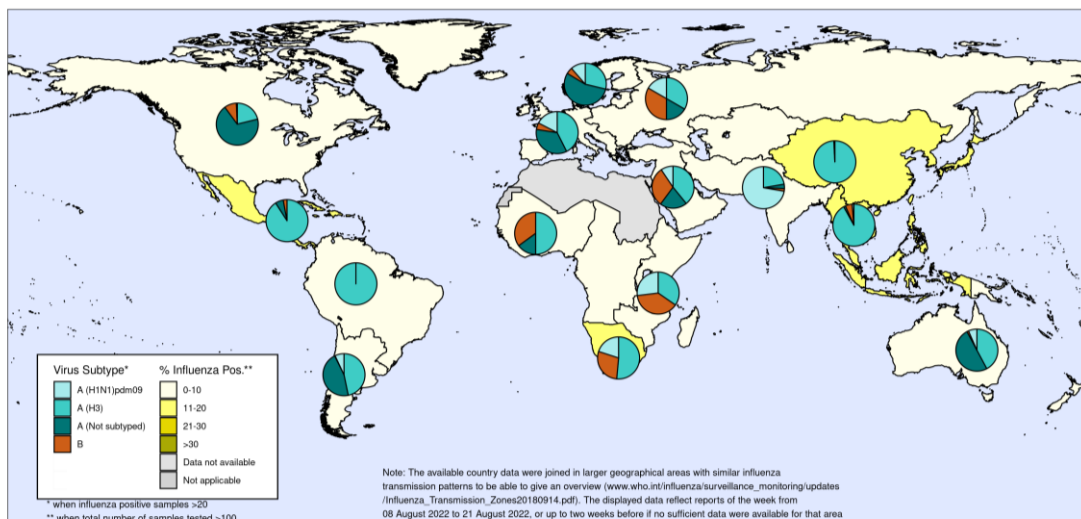 Virus Subtype*
A (H1N1)pdm09
A (H3)
A (Not subtyped)
B
% Influenza Pos.**
0-10
11-20
21-30
>30
Data not available
Not applicable
* when influenza positive samples >20
** when total number of samples tested >100
Note: The available country data were joined in larger geographical areas with similar influenza
transmission patterns to be able to give an overview (www.who.int/influenza/surveillance_monitoring/updates
/Influenza_Transmission_Zones20180914.pdf). The displayed data reflect reports of the week from
08 August 2022 to 21 August 2022, or up to two weeks before if no sufficient data were available for that area